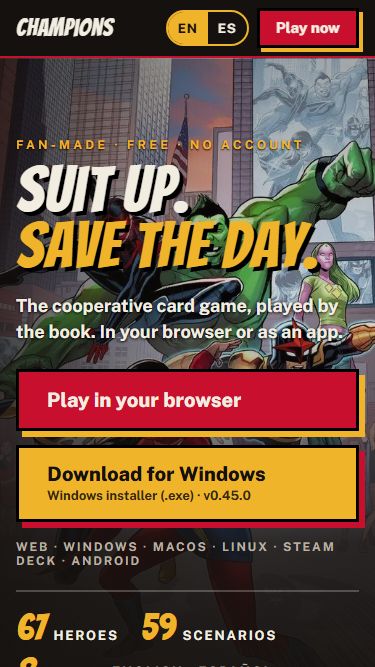 CHAMPIONS
EN ES
Play now
FAN-MADE · FREE · NO ACCOUNT
SUIT UP.
SAVE THE DAY.
The cooperative card game, played by
the book. In your browser or as an app.
Play in your browser
Download for Windows
Windows installer (.exe) · v0.45.0
WEB · WINDOWS · MACOS · LINUX · STEAM
DECK · ANDROID
67 HEROES 59 SCENARIOS